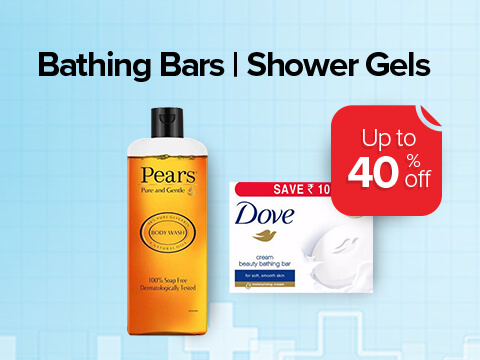 Bathing Bars | Shower Gels
Up to
40% off
Pears
Pure and Gentle
BODY WASH
100% Soap Free
Dermatologically Tested
SAVE ₹ 10
Dove
cream
beauty bathing bar
for soft, smooth skin